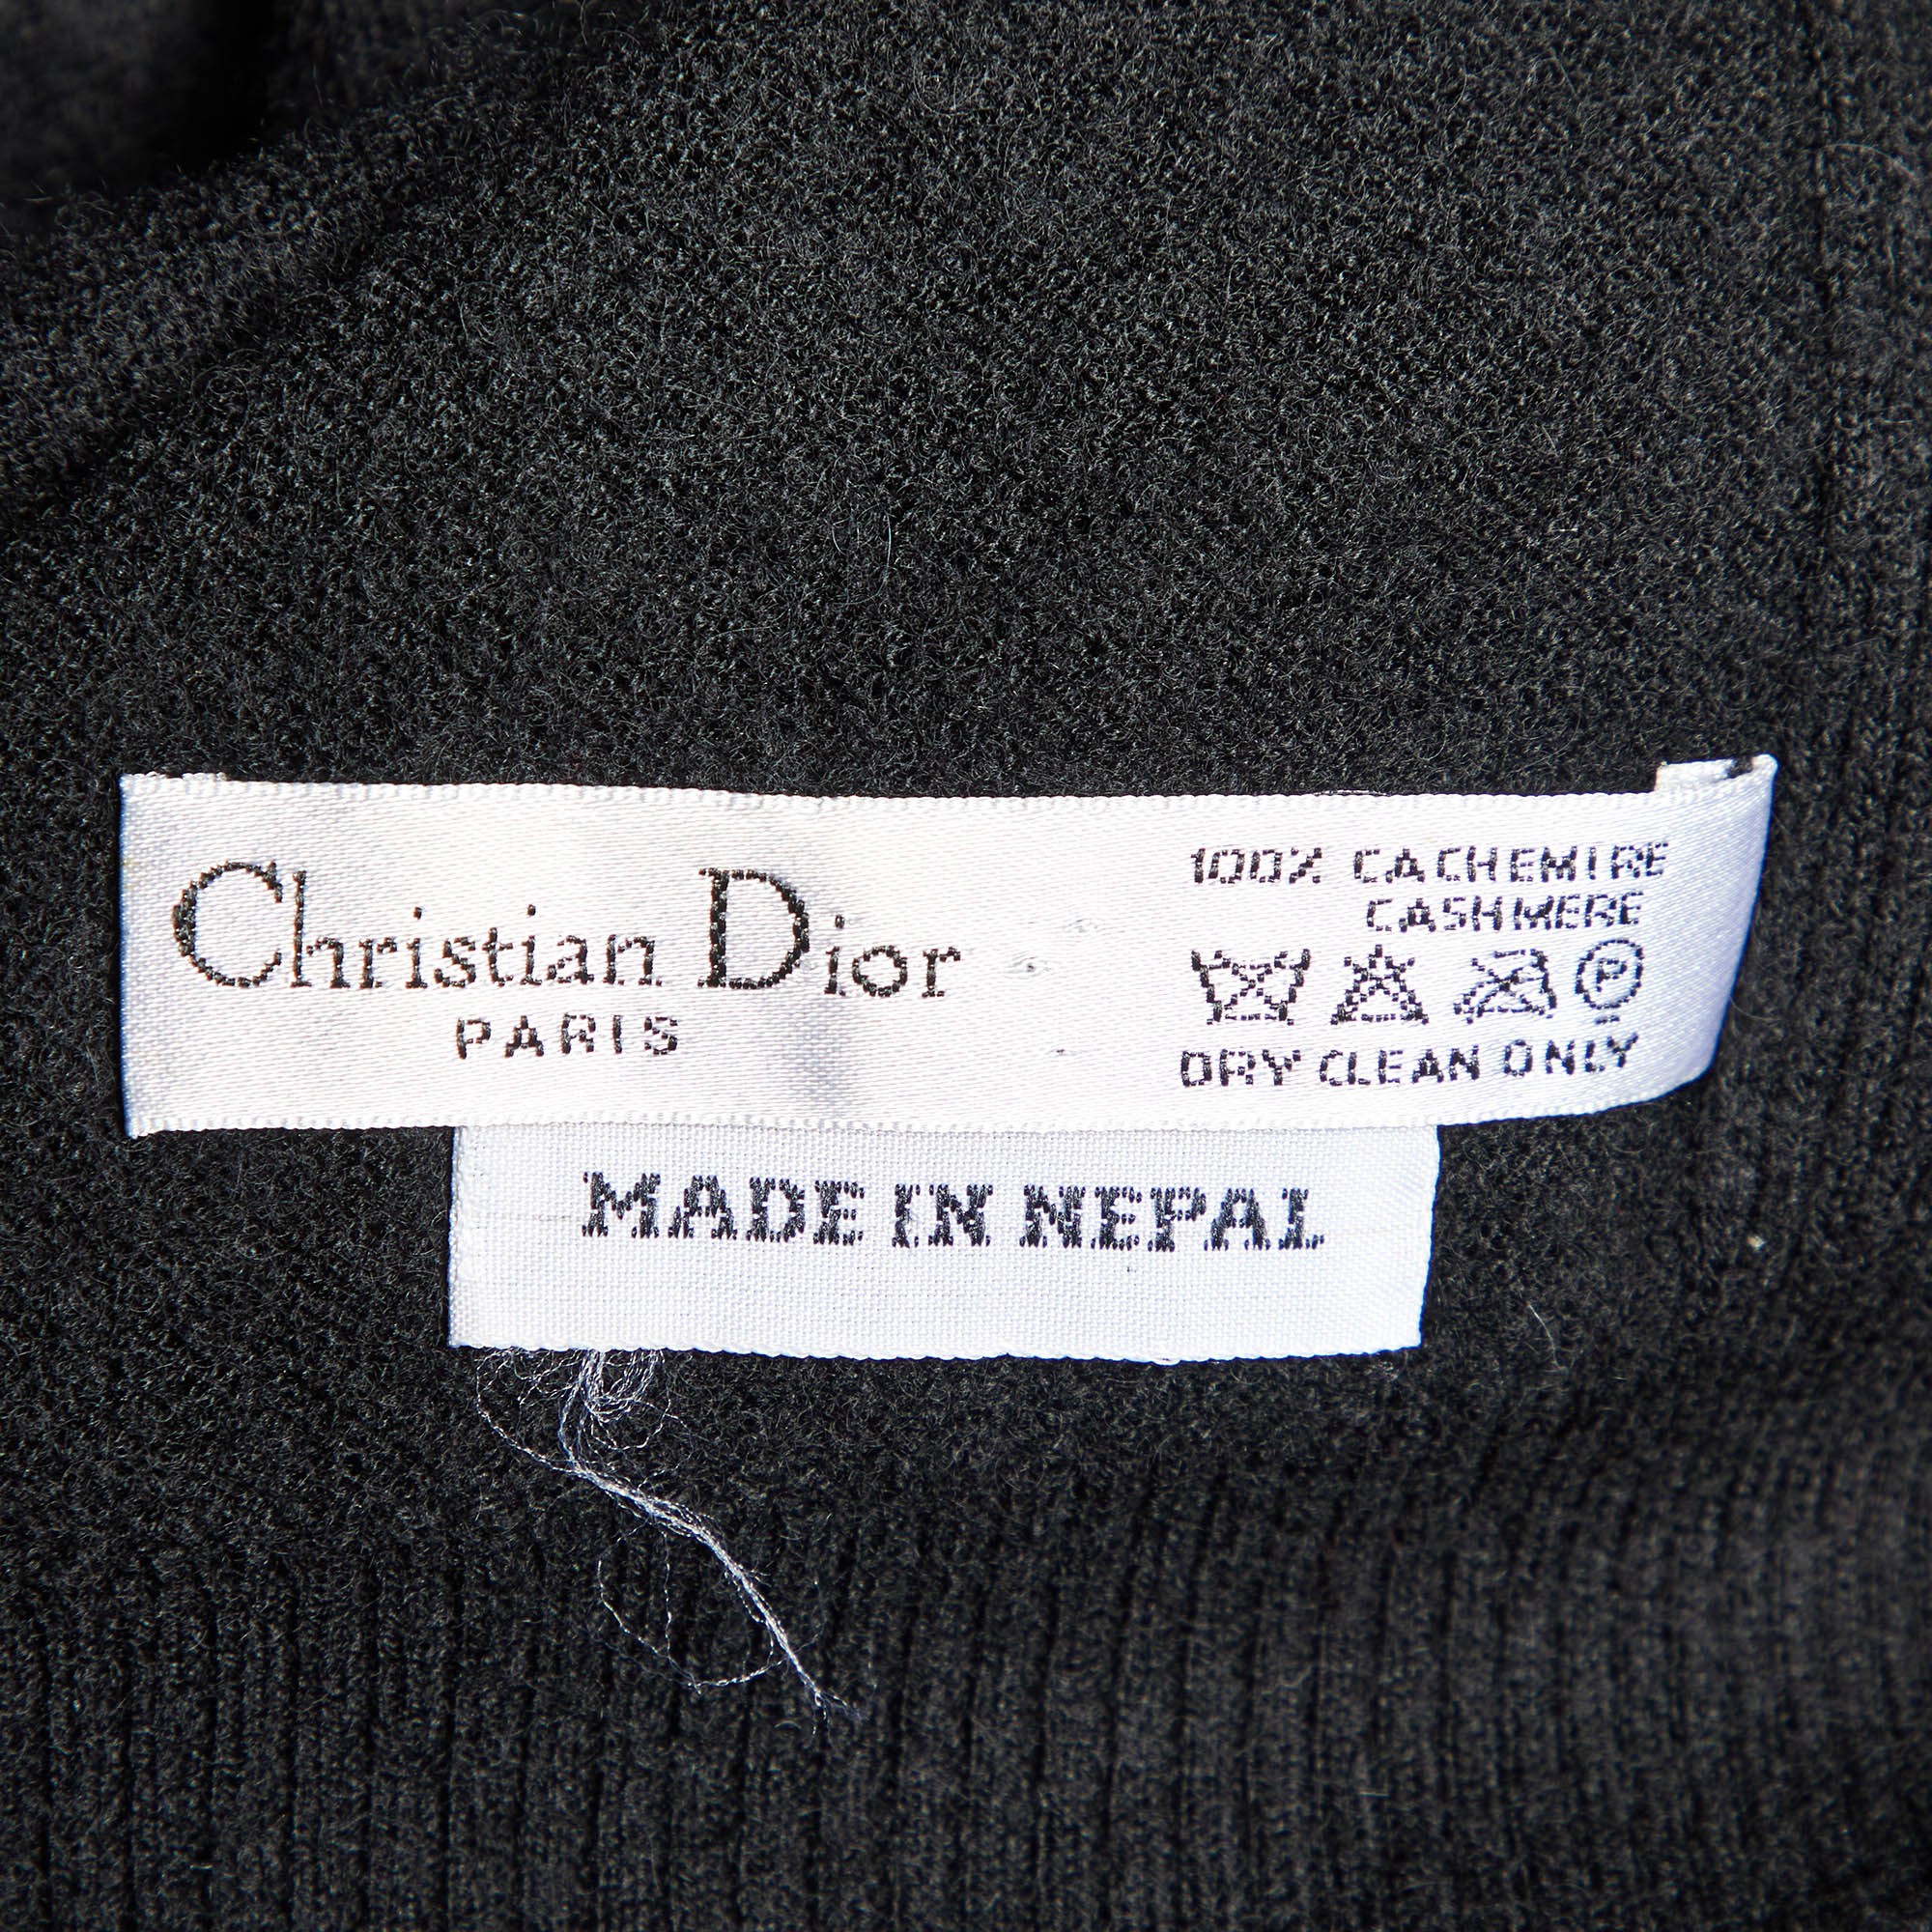 Christian Dior
PARIS
100% CACHEMIRE
CASHMERE
P
DRY CLEAN ONLY
MADE IN NEPAL